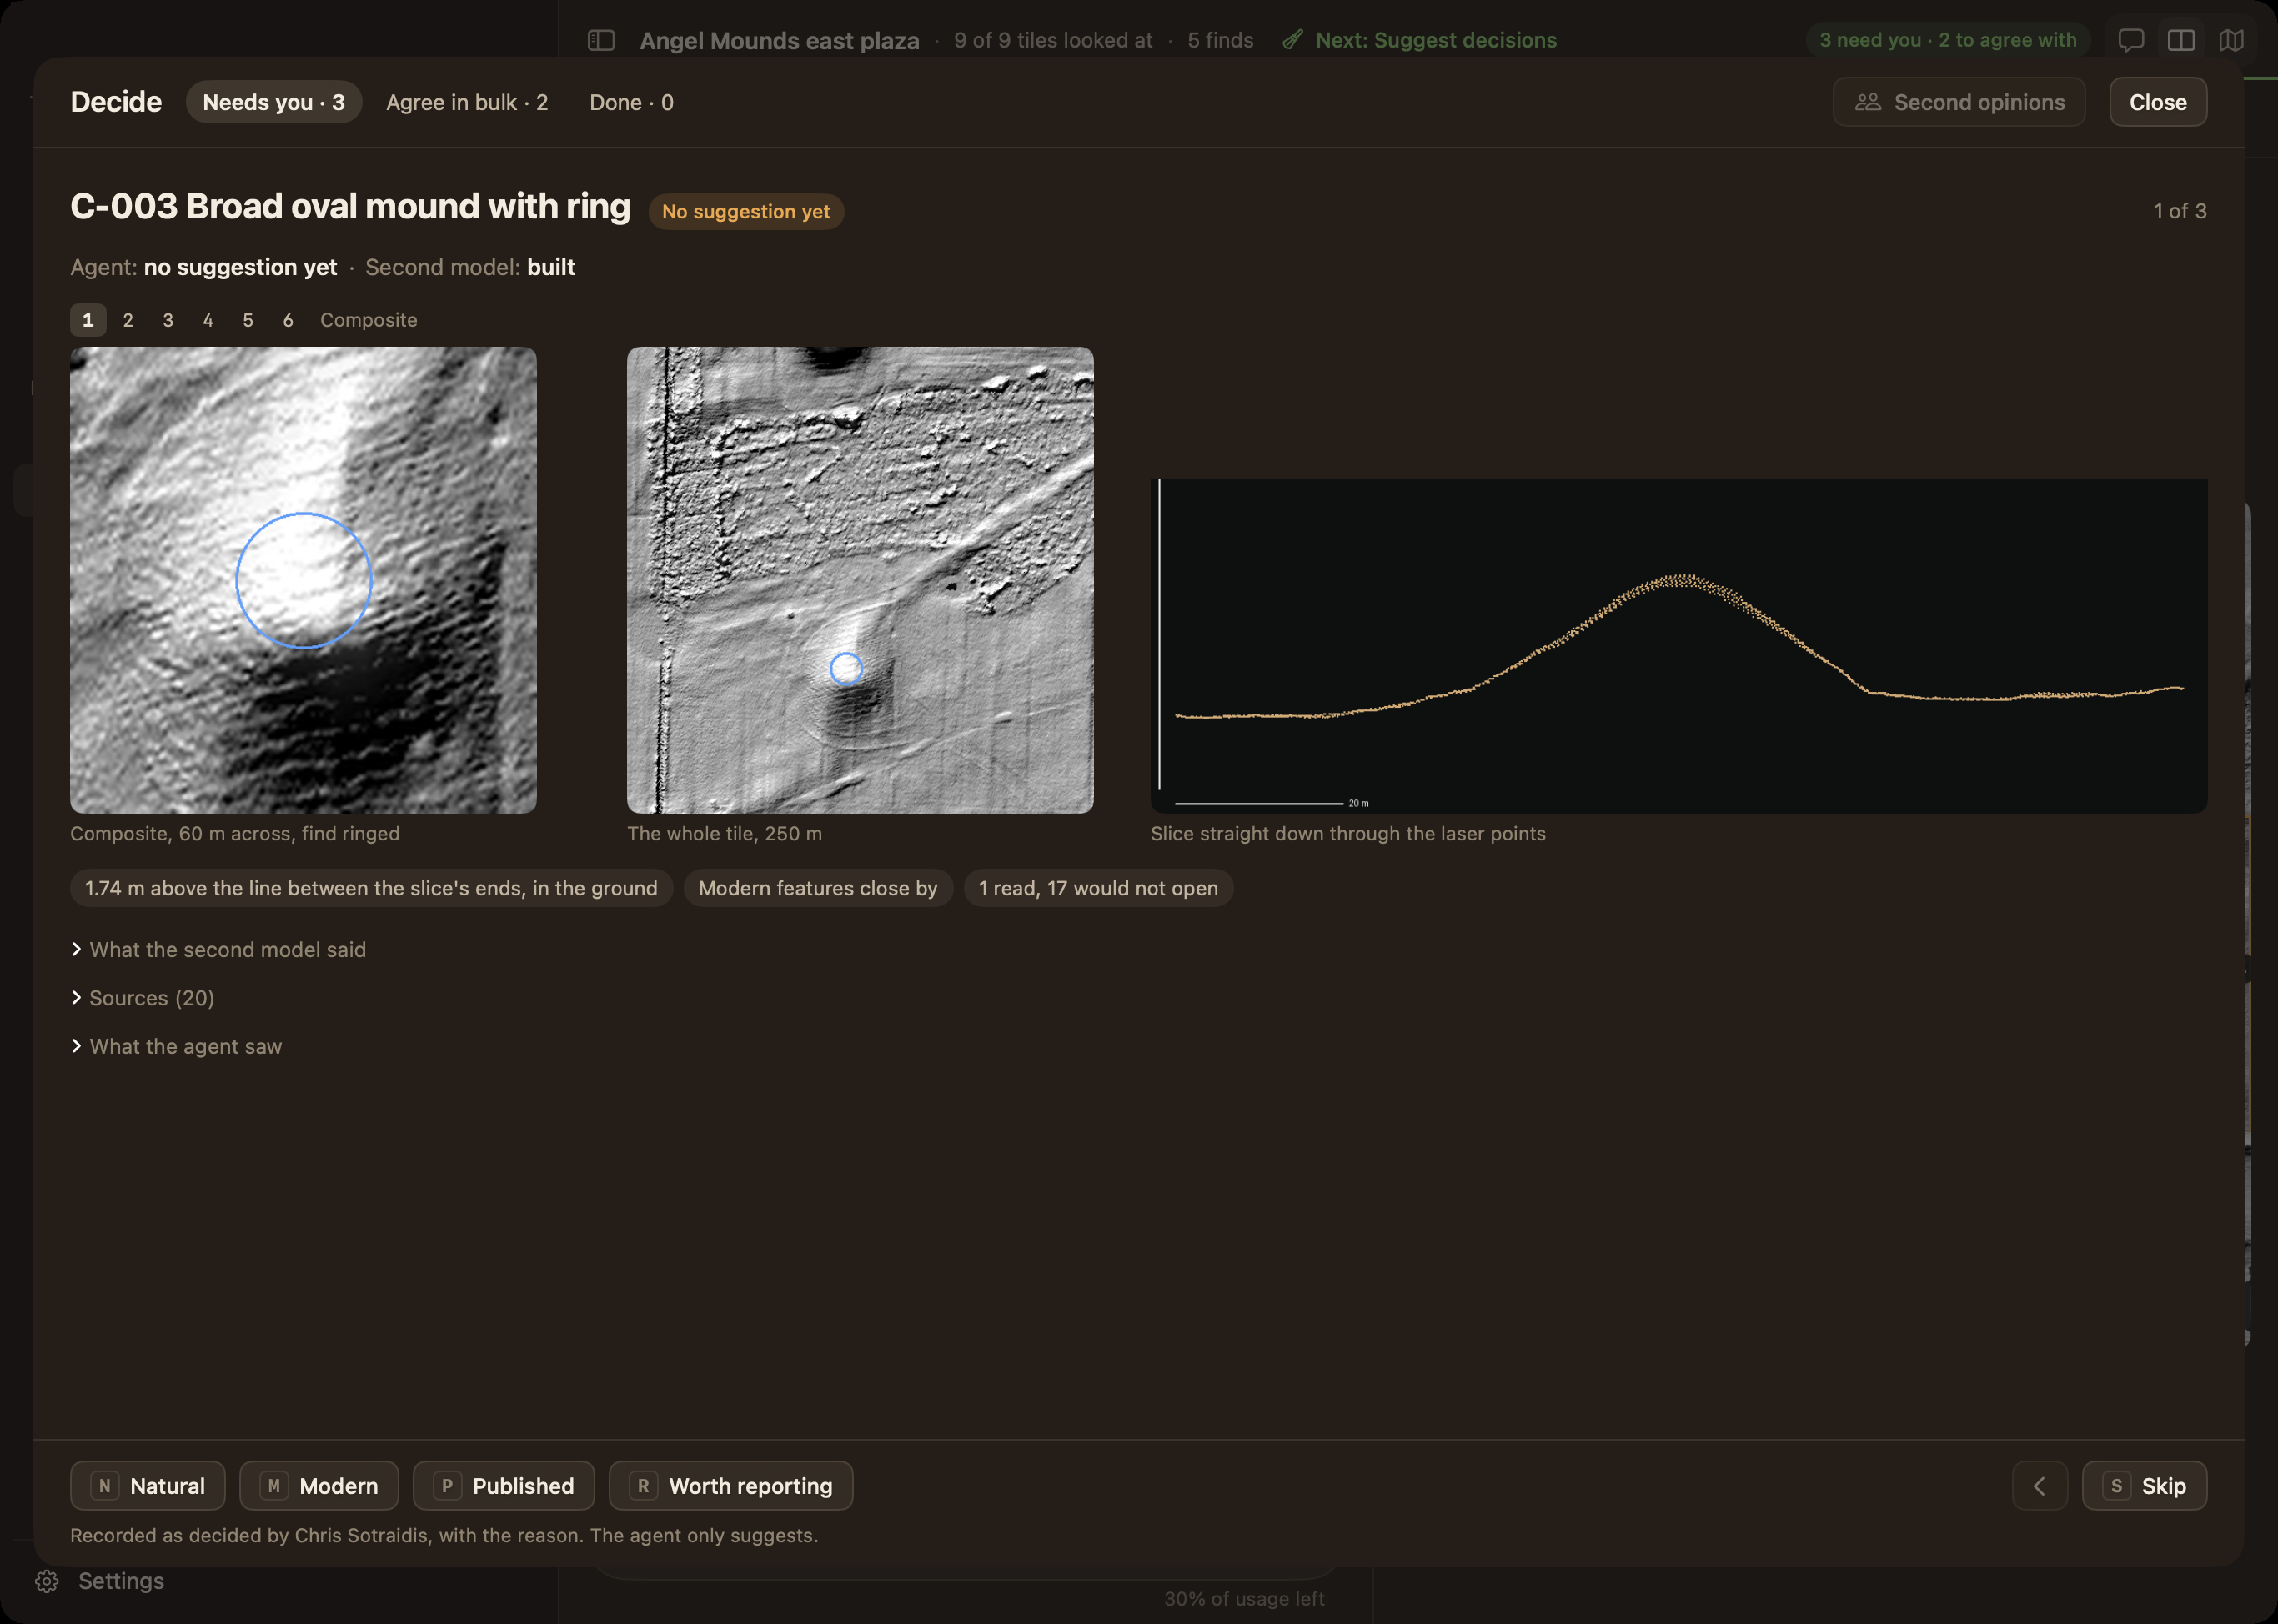 Angel Mounds east plaza · 9 of 9 tiles looked at · 5 finds Next: Suggest decisions 3 need you · 2 to agree with
Decide Needs you · 3 Agree in bulk · 2 Done · 0 Second opinions Close
C-003 Broad oval mound with ring No suggestion yet 1 of 3
Agent: no suggestion yet · Second model: built
1 2 3 4 5 6 Composite
20 m
Composite, 60 m across, find ringed
The whole tile, 250 m
Slice straight down through the laser points
1.74 m above the line between the slice's ends, in the ground Modern features close by 1 read, 17 would not open
What the second model said
Sources (20)
What the agent saw
N Natural M Modern P Published R Worth reporting S Skip
Recorded as decided by Chris Sotraidis, with the reason. The agent only suggests.
Settings
30% of usage left